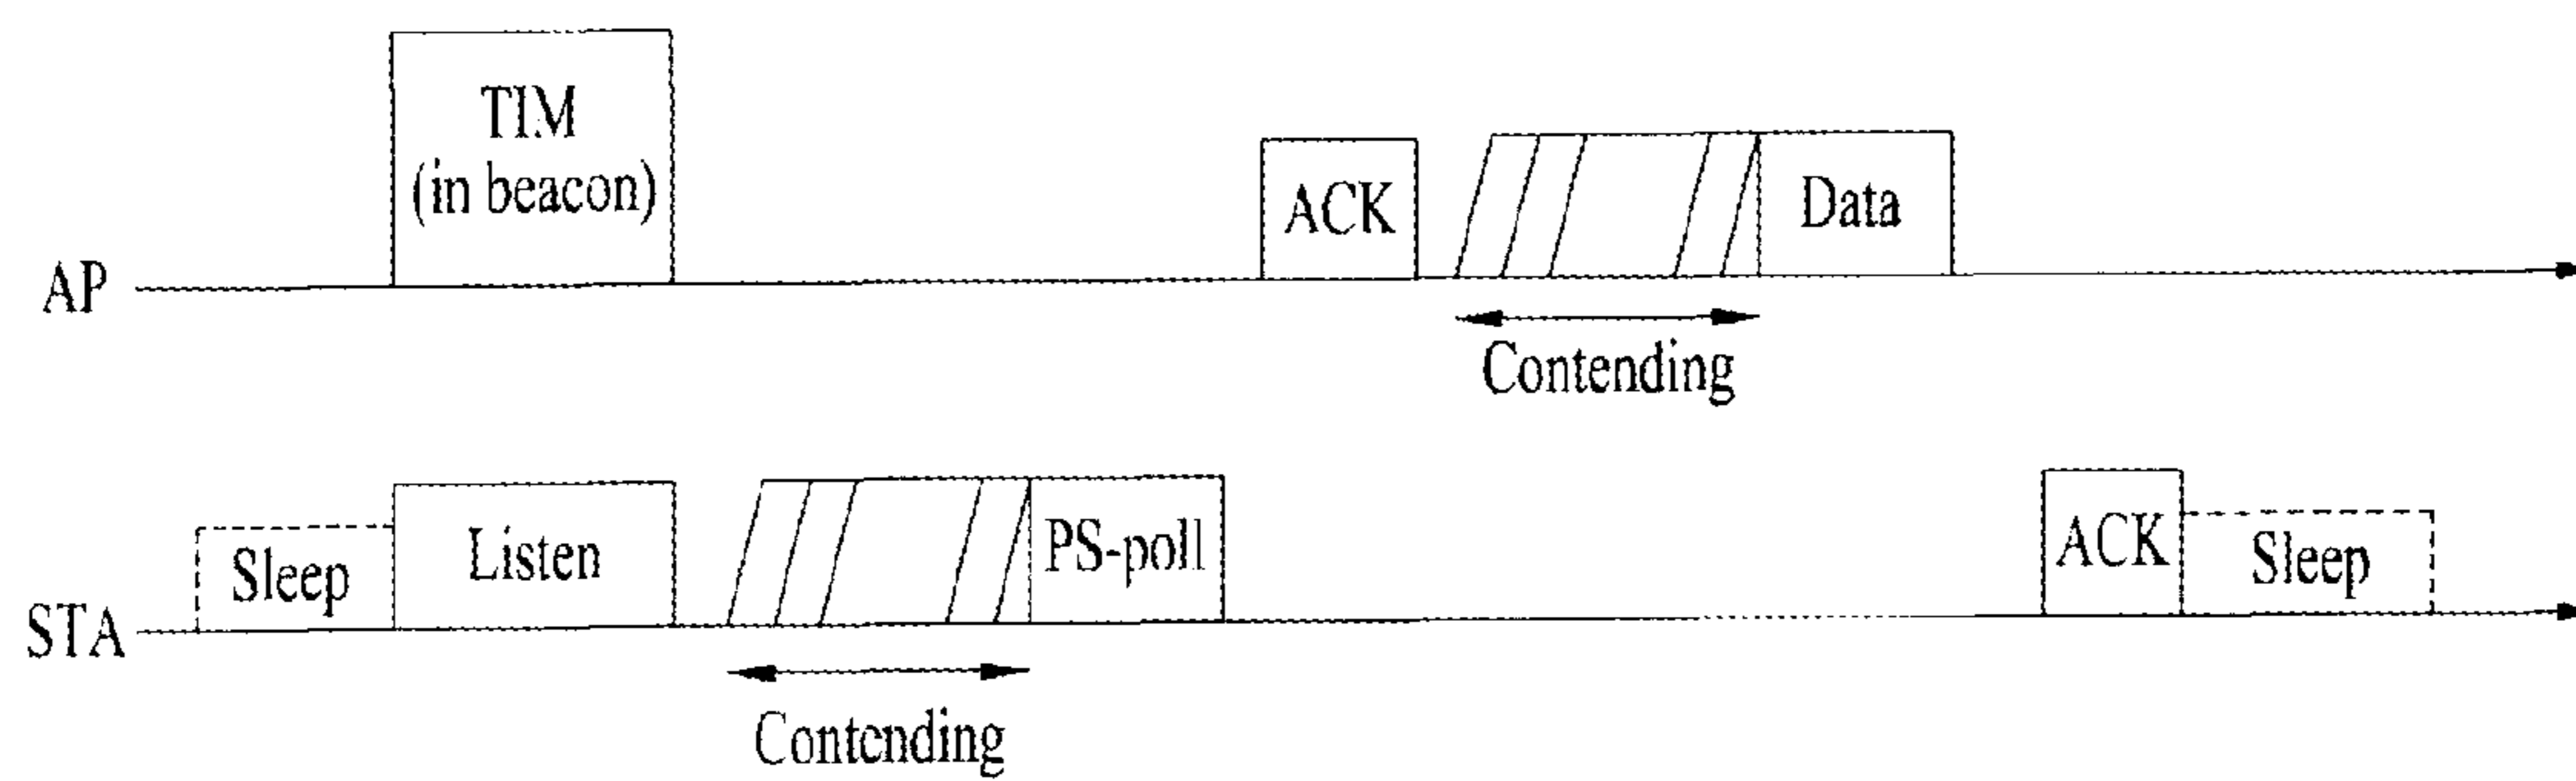 TIM
(in beacon)
ACK
Data
AP
Contending
Sleep
Listen
PS-poll
ACK
Sleep
STA
Contending